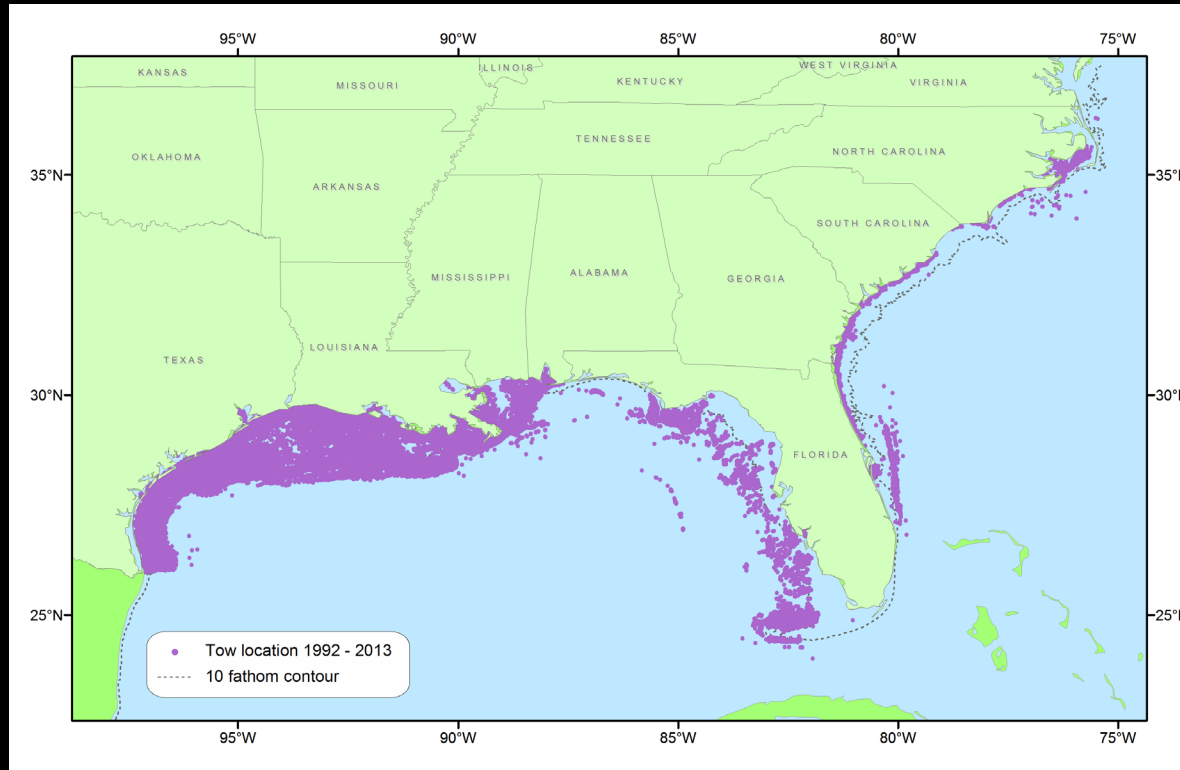 95°W 90°W 85°W 80°W 75°W
KANSAS ILLINOIS WEST VIRGINIA
MISSOURI KENTUCKY VIRGINIA
TENNESSEE
OKLAHOMA NORTH CAROLINA
35°N 35°N
ARKANSAS
SOUTH CAROLINA
MISSISSIPPI ALABAMA GEORGIA
LOUISIANA
TEXAS
30°N 30°N
FLORIDA
25°N 25°N
Tow location 1992 - 2013
10 fathom contour
95°W 90°W 85°W 80°W 75°W